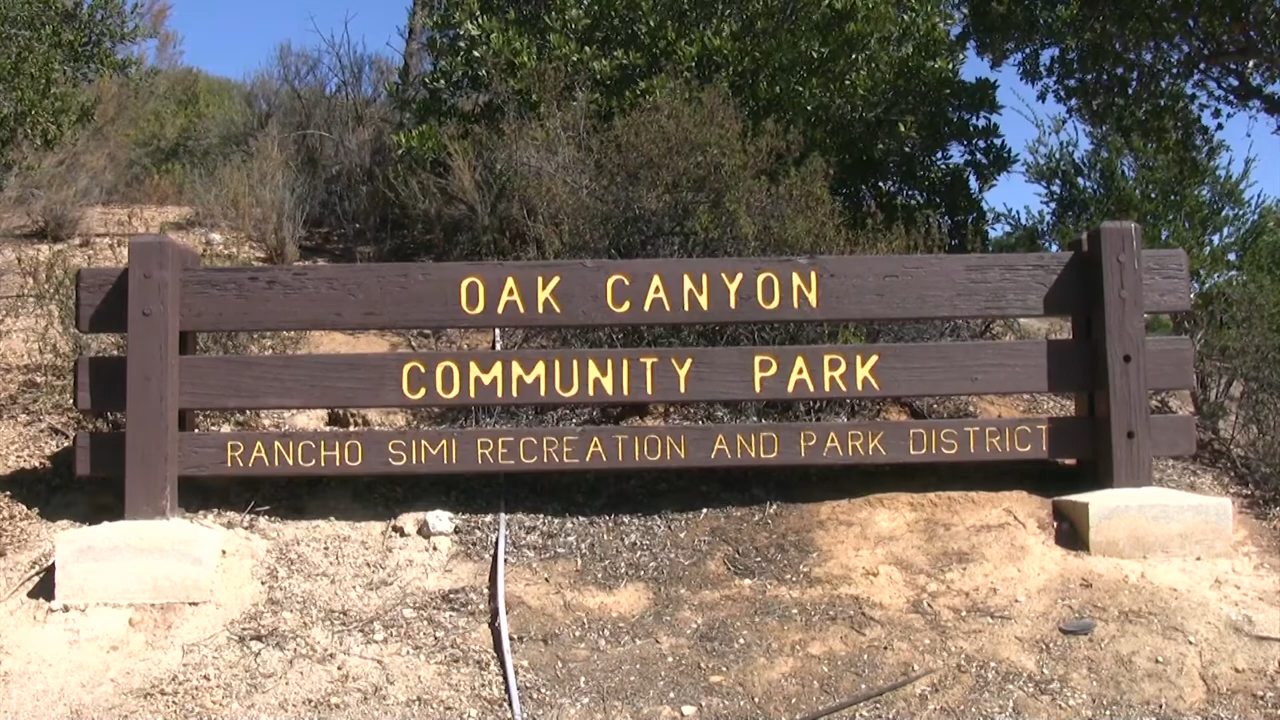 OAK CANYON
COMMUNITY PARK
RANCHO SIMI RECREATION AND PARK DISTRICT